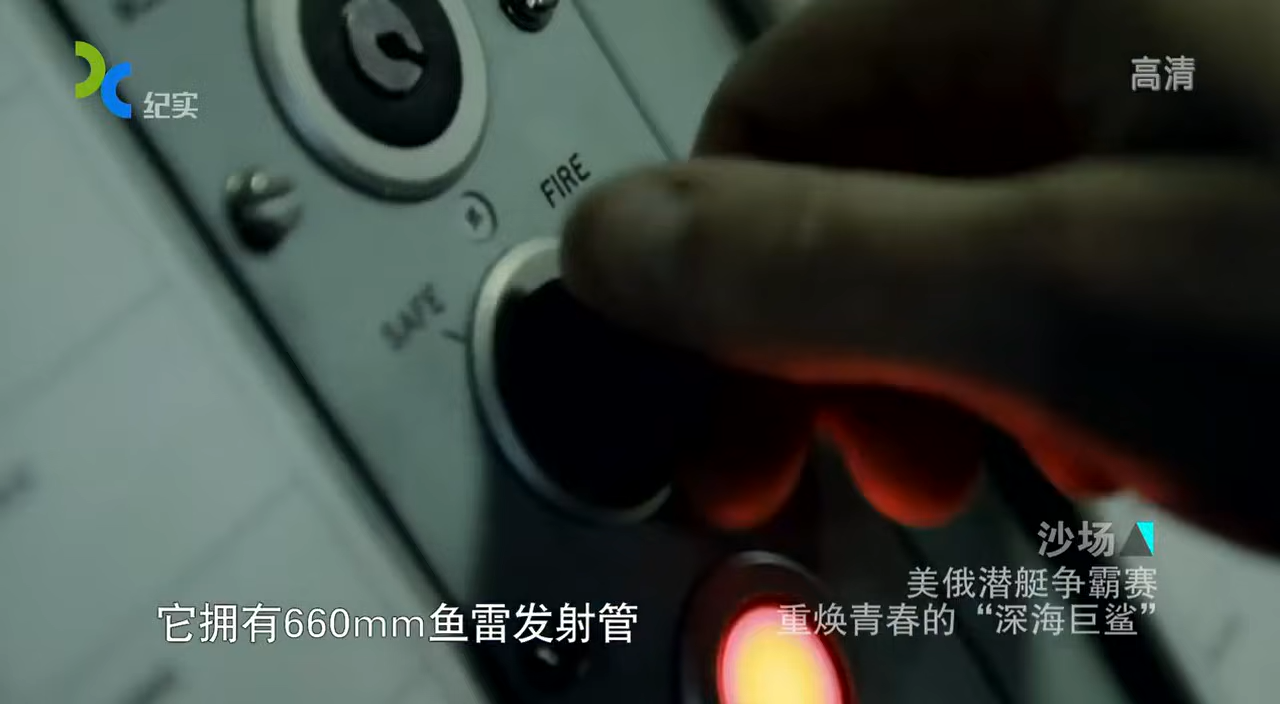 纪实
高清
FIRE
SAFE
沙场
美俄潜艇争霸赛
重焕青春的“深海巨鲨”
它拥有660mm鱼雷发射管